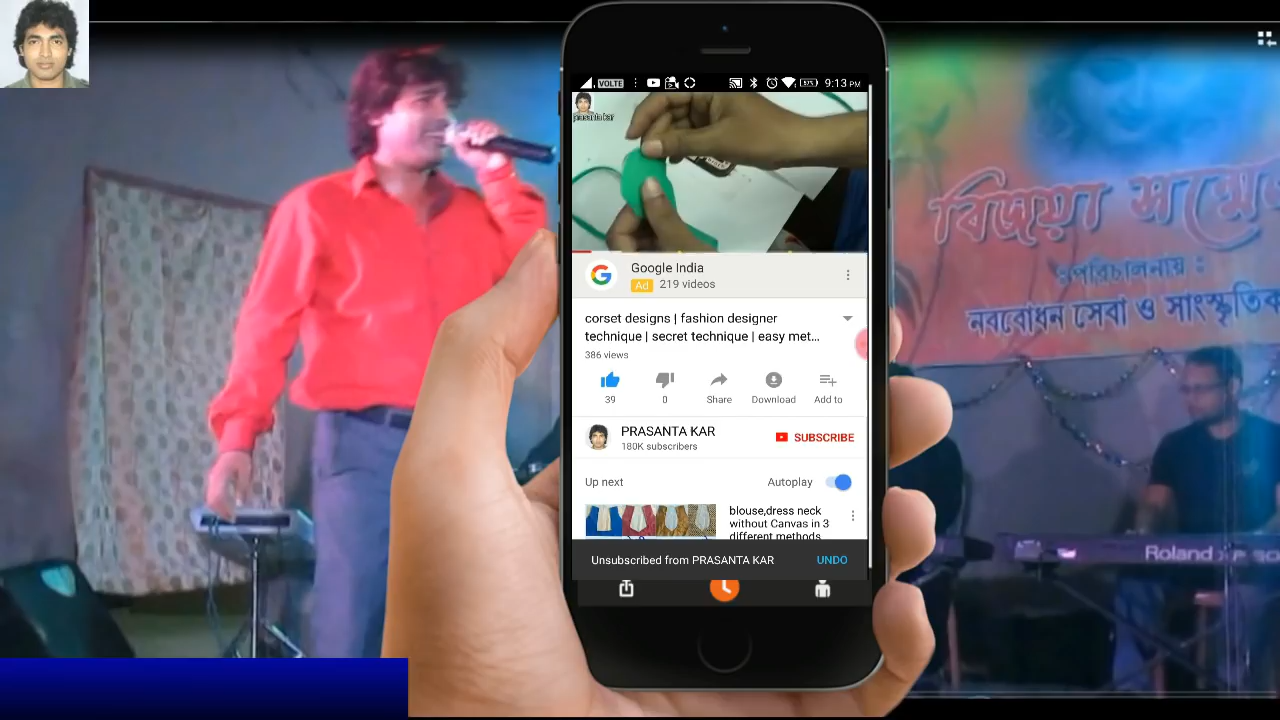 VOLTE
57%
9:13 PM
prasanta kar
Google India
Ad 219 videos
corset designs | fashion designer
technique | secret technique | easy met...
386 views
39
0
Share
Download
Add to
PRASANTA KAR
180K subscribers
SUBSCRIBE
Up next
Autoplay
blouse,dress neck
without Canvas in 3
different methods
Unsubscribed from PRASANTA KAR
UNDO
বিজয়া সম্মে
পরিচালনায় :
নববোধন সেবা ও সাংস্কৃতিক
Roland